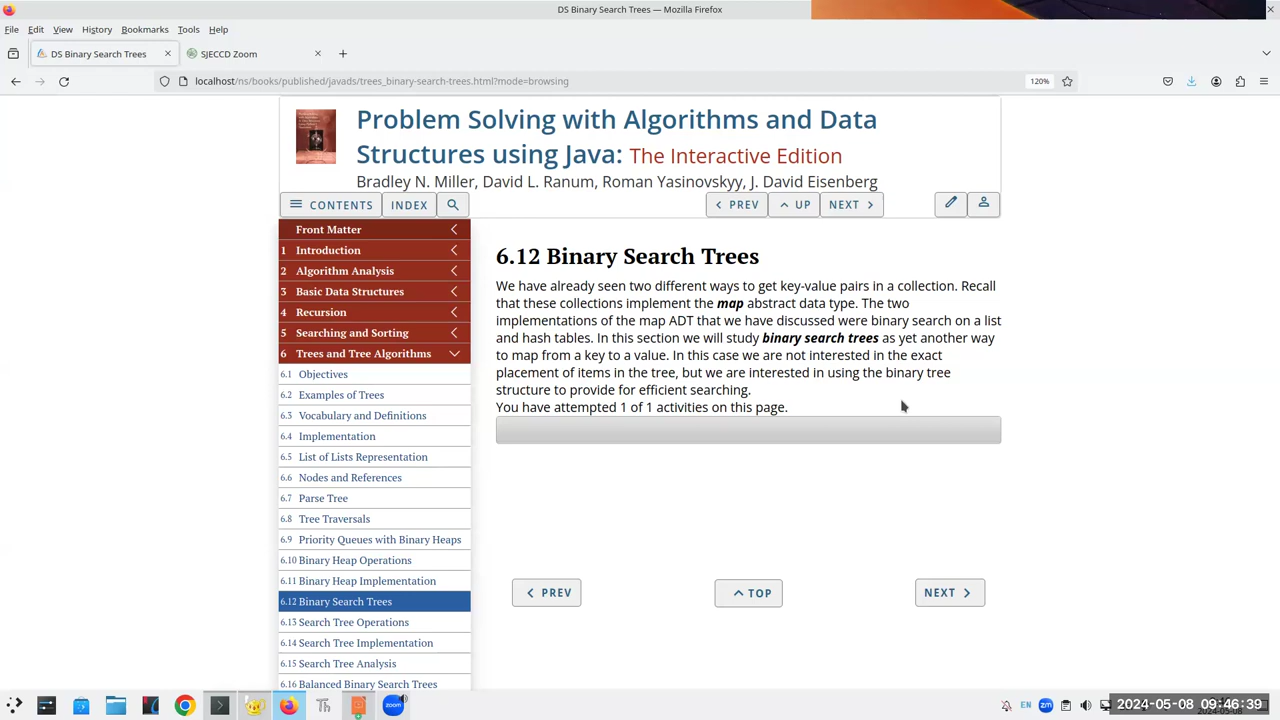 DS Binary Search Trees — Mozilla Firefox
File Edit View History Bookmarks Tools Help
DS Binary Search Trees
SJECCD Zoom
localhost/ns/books/published/javads/trees_binary-search-trees.html?mode=browsing
120%
Problem Solving with Algorithms and Data
Structures using Java: The Interactive Edition
Bradley N. Miller, David L. Ranum, Roman Yasinovskyy, J. David Eisenberg
CONTENTS INDEX
PREV UP NEXT
Front Matter
1 Introduction
2 Algorithm Analysis
3 Basic Data Structures
4 Recursion
5 Searching and Sorting
6 Trees and Tree Algorithms
6.1 Objectives
6.2 Examples of Trees
6.3 Vocabulary and Definitions
6.4 Implementation
6.5 List of Lists Representation
6.6 Nodes and References
6.7 Parse Tree
6.8 Tree Traversals
6.9 Priority Queues with Binary Heaps
6.10 Binary Heap Operations
6.11 Binary Heap Implementation
6.12 Binary Search Trees
6.13 Search Tree Operations
6.14 Search Tree Implementation
6.15 Search Tree Analysis
6.16 Balanced Binary Search Trees
6.12 Binary Search Trees
We have already seen two different ways to get key-value pairs in a collection. Recall
that these collections implement the map abstract data type. The two
implementations of the map ADT that we have discussed were binary search on a list
and hash tables. In this section we will study binary search trees as yet another way
to map from a key to a value. In this case we are not interested in the exact
placement of items in the tree, but we are interested in using the binary tree
structure to provide for efficient searching.
You have attempted 1 of 1 activities on this page.
PREV
TOP
NEXT
Th
zoom
EN
zm
2024-05-08 09:46:39